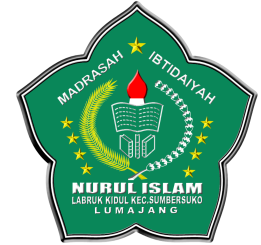 MADRASAH IBTIDAIYAH
NURUL ISLAM
LABRUK KIDUL KEC.SUMBERSUKO
LUMAJANG